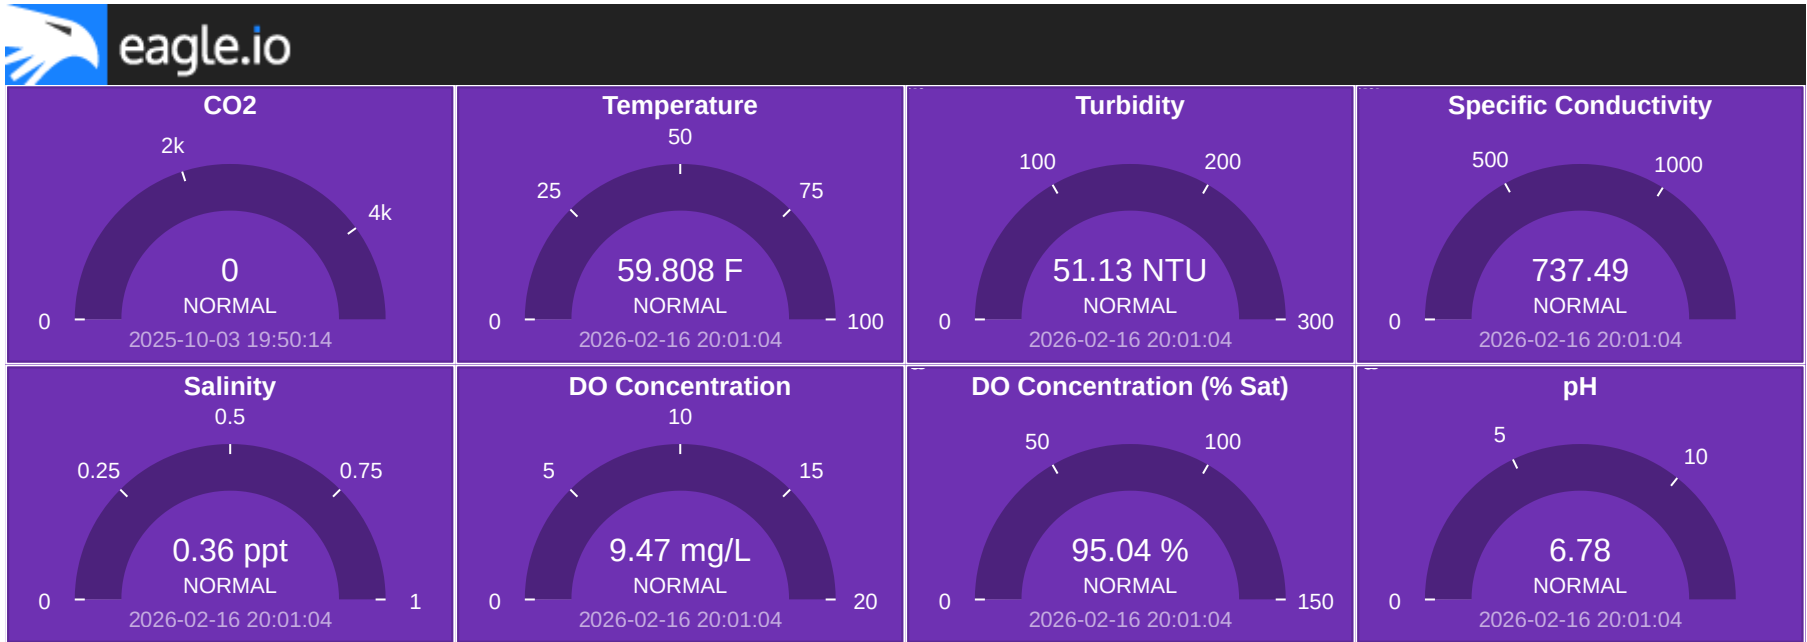 eagle.io
CO2
2k
4k
0
0
NORMAL
2025-10-03 19:50:14
Temperature
50
25
75
59.808 F
NORMAL
0
100
2026-02-16 20:01:04
Turbidity
100
200
51.13 NTU
NORMAL
0
300
2026-02-16 20:01:04
Specific Conductivity
500
1000
737.49
NORMAL
0
2026-02-16 20:01:04
Salinity
0.5
0.25
0.75
0.36 ppt
NORMAL
0
1
2026-02-16 20:01:04
DO Concentration
10
5
15
9.47 mg/L
NORMAL
0
20
2026-02-16 20:01:04
DO Concentration (% Sat)
50
100
95.04 %
NORMAL
0
150
2026-02-16 20:01:04
pH
5
10
6.78
NORMAL
0
2026-02-16 20:01:04